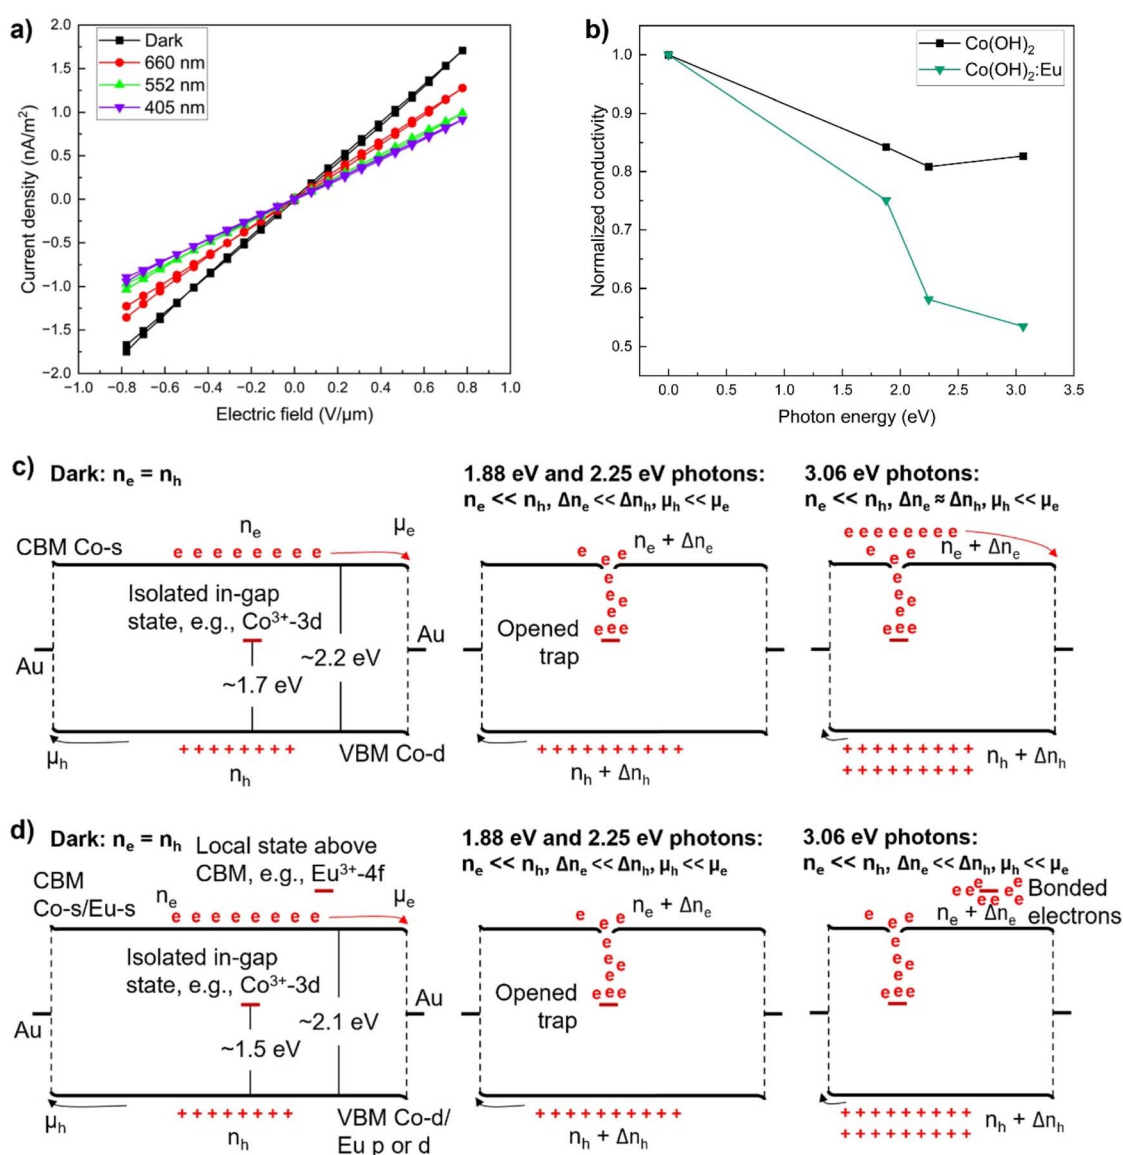 a)
Dark
660 nm
552 nm
405 nm
Current density (nA/m²)
2.0
1.5
1.0
0.5
0.0
−0.5
−1.0
−1.5
−2.0
−1.0 −0.8 −0.6 −0.4 −0.2 0.0 0.2 0.4 0.6 0.8 1.0
Electric field (V/μm)
b)
Co(OH)₂
Co(OH)₂:Eu
Normalized conductivity
1.0
0.9
0.8
0.7
0.6
0.5
0.0 0.5 1.0 1.5 2.0 2.5 3.0 3.5
Photon energy (eV)
c)
Dark: nₑ = nₕ
nₑ
μₑ
CBM Co-s
e e e e e e e e
Isolated in-gap
state, e.g., Co³⁺-3d
Au
Au
~2.2 eV
~1.7 eV
μₕ
+ + + + + + + +
nₕ
VBM Co-d
1.88 eV and 2.25 eV photons:
nₑ << nₕ, Δnₑ << Δnₕ, μₕ << μₑ
nₑ + Δnₑ
e e e
e
e
e e
e
e e e
Opened
trap
+ + + + + + + + + +
nₕ + Δnₕ
3.06 eV photons:
nₑ << nₕ, Δnₑ ≈ Δnₕ, μₕ << μₑ
e e e e e e e e
nₑ + Δnₑ
e e e
e
e
e e
e
e e e
+ + + + + + + + +
+ + + + + + + + +
nₕ + Δnₕ
d)
Dark: nₑ = nₕ
Local state above
CBM, e.g., Eu³⁺-4f
CBM
Co-s/Eu-s
nₑ
μₑ
e e e e e e e e
Isolated in-gap
state, e.g., Co³⁺-3d
Au
Au
~2.1 eV
~1.5 eV
μₕ
+ + + + + + + +
nₕ
VBM Co-d/
Eu p or d
1.88 eV and 2.25 eV photons:
nₑ << nₕ, Δnₑ << Δnₕ, μₕ << μₑ
nₑ + Δnₑ
e e e
e
e
e e
e
e e e
Opened
trap
+ + + + + + + + + +
nₕ + Δnₕ
3.06 eV photons:
nₑ << nₕ, Δnₑ << Δnₕ, μₕ << μₑ
e e e e e e e
Bonded
electrons
nₑ + Δnₑ
e e e
e
e
e e
e
e e e
+ + + + + + + + +
+ + + + + + + + +
nₕ + Δnₕ